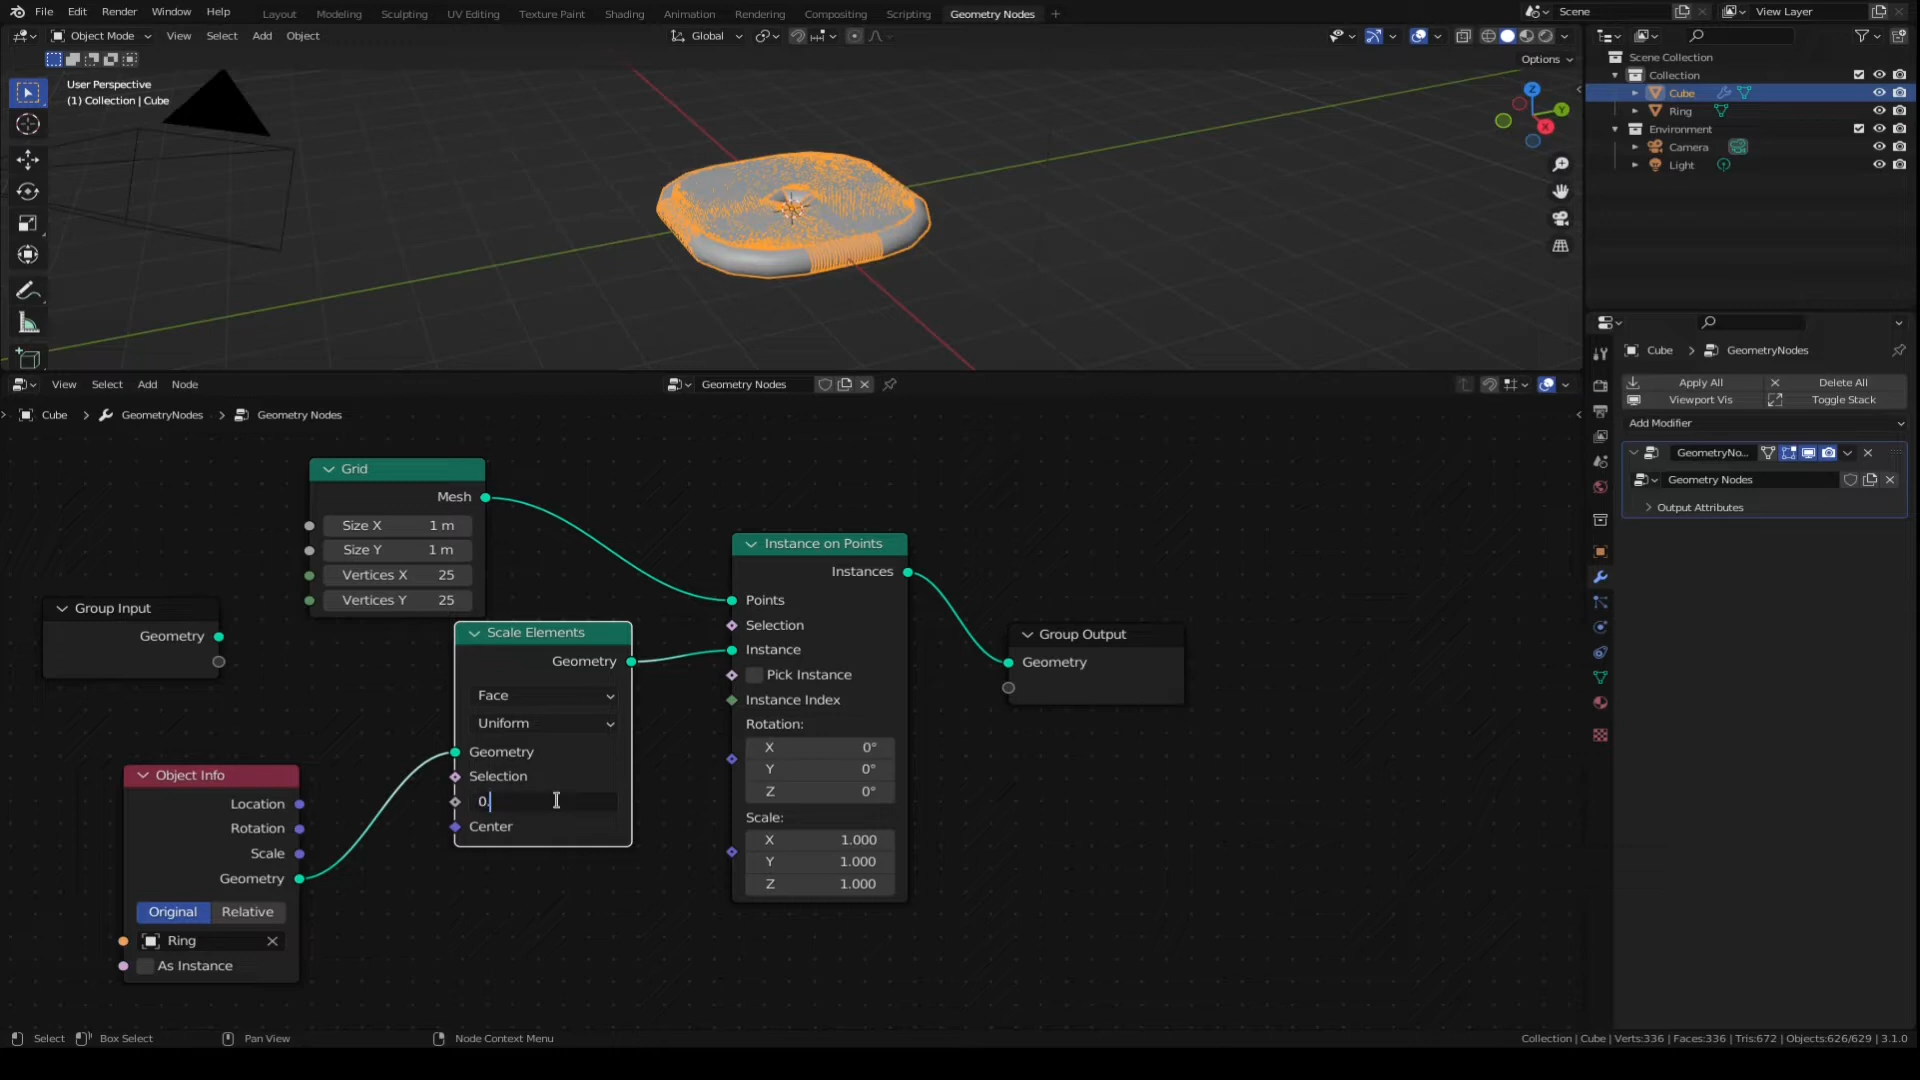 File Edit Render Window Help Layout Modeling Sculpting UV Editing Texture Paint Shading Animation Rendering Compositing Scripting Geometry Nodes + Scene View Layer
Object Mode View Select Add Object Global
Options
User Perspective
(1) Collection | Cube
Z
Y
X
Scene Collection
Collection
Cube
Ring
Environment
Camera
Light
View Select Add Node Geometry Nodes
Cube > GeometryNodes > Geometry Nodes
Cube > GeometryNodes
Apply All Delete All
Viewport Vis Toggle Stack
Add Modifier
GeometryNo...
Geometry Nodes
Output Attributes
Grid
Mesh
Size X 1 m
Size Y 1 m
Vertices X 25
Vertices Y 25
Group Input
Geometry
Scale Elements
Geometry
Face
Uniform
Geometry
Selection
0.
Center
Object Info
Location
Rotation
Scale
Geometry
Original Relative
Ring
As Instance
Instance on Points
Instances
Points
Selection
Instance
Pick Instance
Instance Index
Rotation:
X 0°
Y 0°
Z 0°
Scale:
X 1.000
Y 1.000
Z 1.000
Group Output
Geometry
Select Box Select Pan View Node Context Menu Collection | Cube | Verts:336 | Faces:336 | Tris:672 | Objects:626/629 | 3.1.0